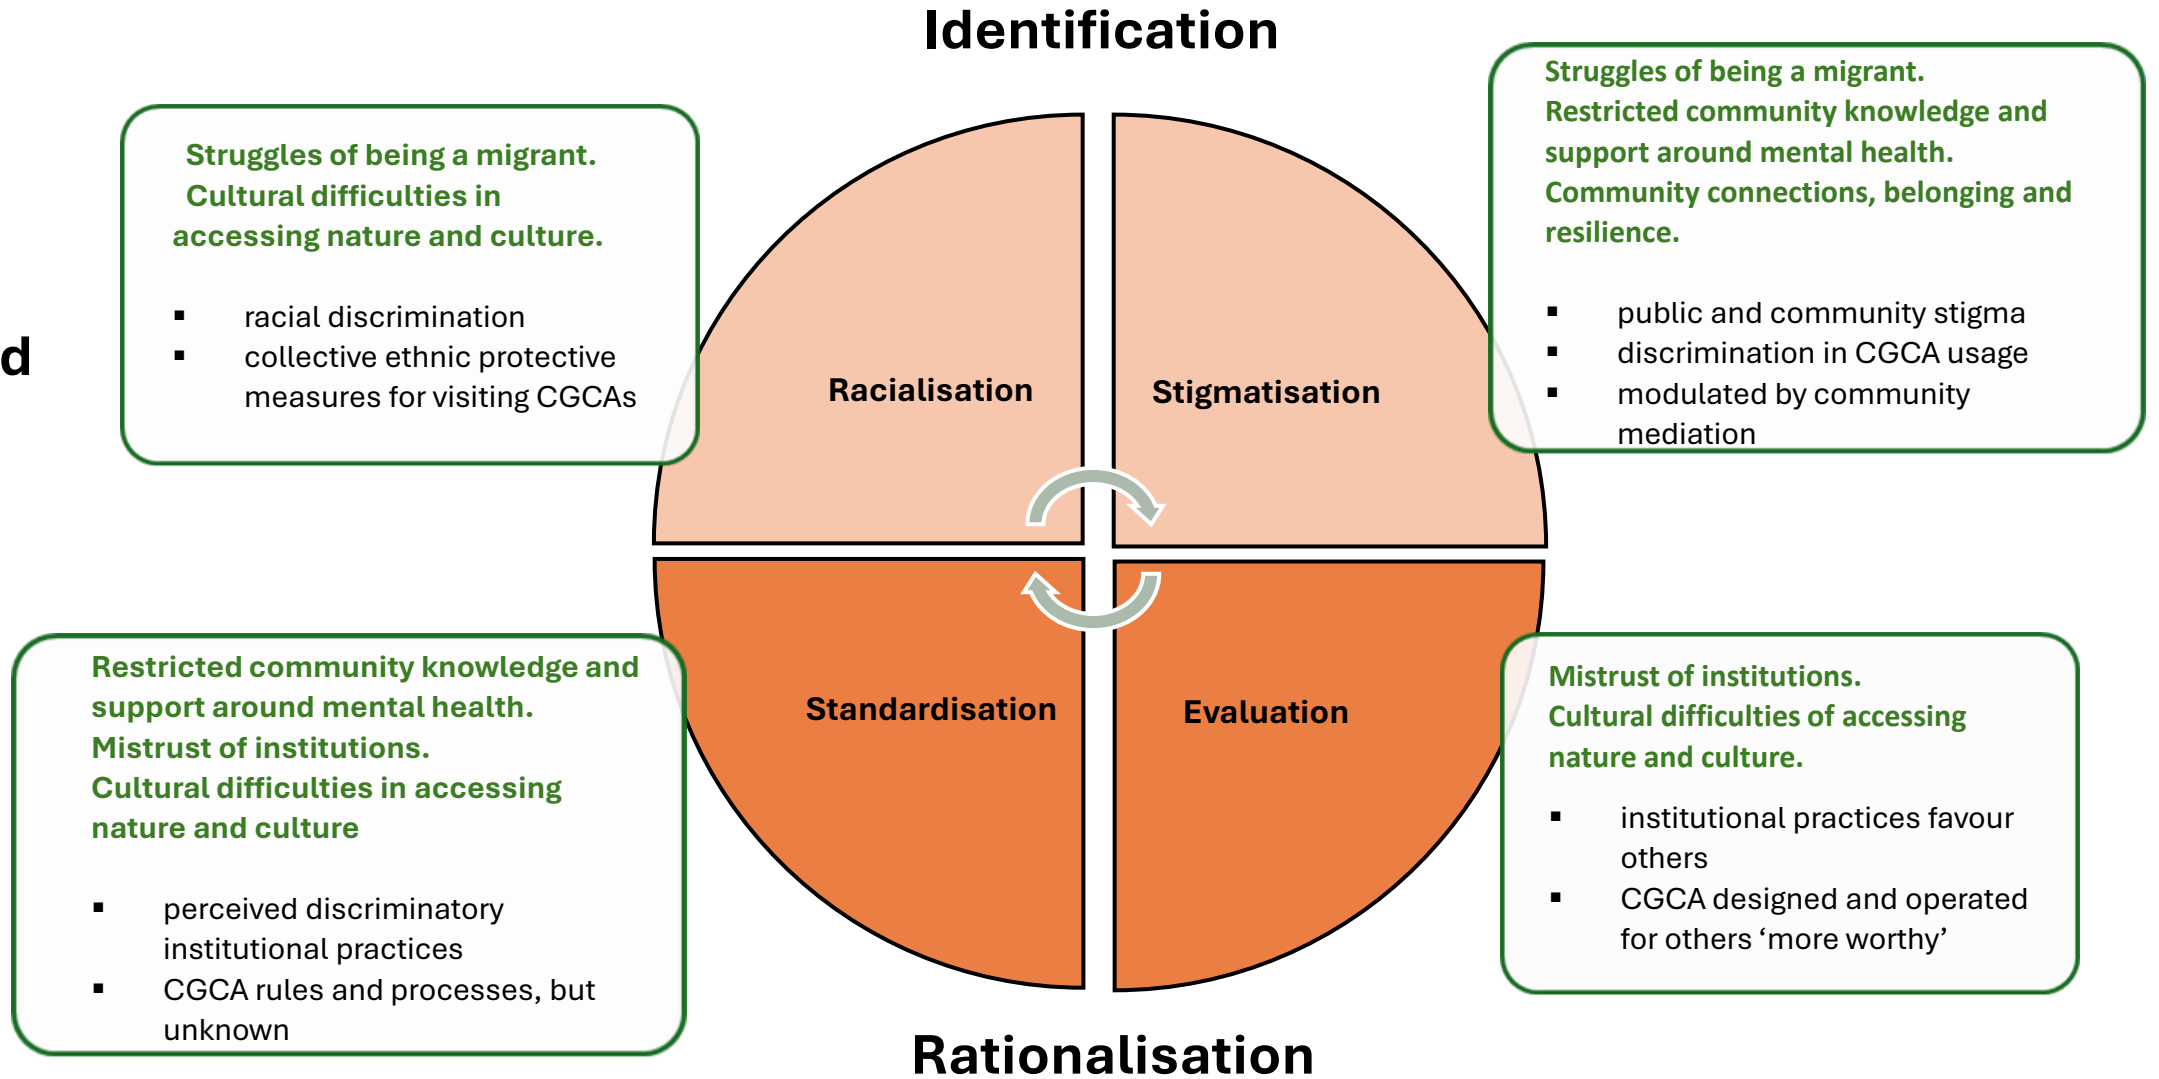 Identification
Struggles of being a migrant.
Cultural difficulties in
accessing nature and culture.
▪ racial discrimination
▪ collective ethnic protective
measures for visiting CGCAs
Struggles of being a migrant.
Restricted community knowledge and
support around mental health.
Community connections, belonging and
resilience.
▪ public and community stigma
▪ discrimination in CGCA usage
▪ modulated by community
mediation
d
Racialisation
Stigmatisation
Standardisation
Evaluation
Restricted community knowledge and
support around mental health.
Mistrust of institutions.
Cultural difficulties in accessing
nature and culture
▪ perceived discriminatory
institutional practices
▪ CGCA rules and processes, but
unknown
Mistrust of institutions.
Cultural difficulties of accessing
nature and culture.
▪ institutional practices favour
others
▪ CGCA designed and operated
for others ‘more worthy’
Rationalisation